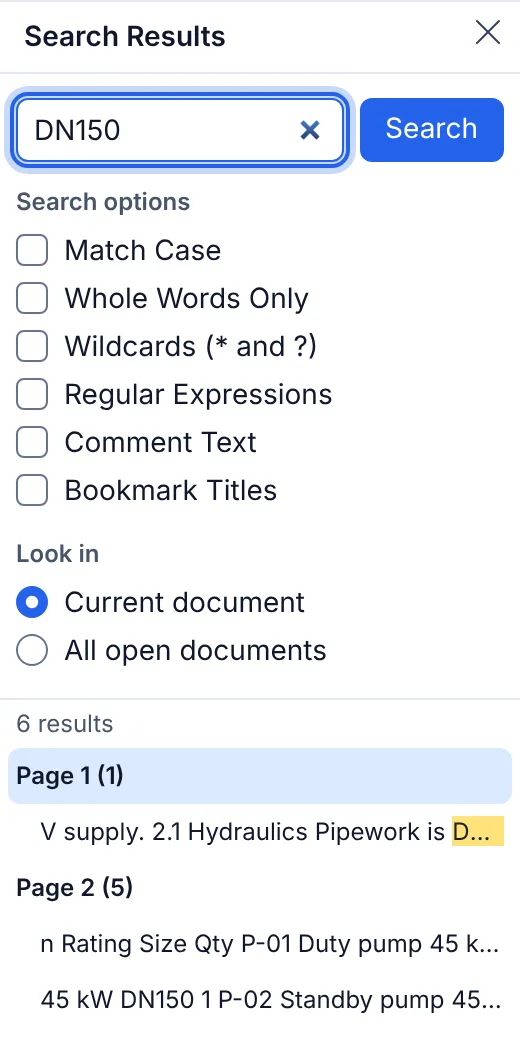 Search Results
DN150
Search
Search options
Match Case
Whole Words Only
Wildcards (* and ?)
Regular Expressions
Comment Text
Bookmark Titles
Look in
Current document
All open documents
6 results
Page 1 (1)
V supply. 2.1 Hydraulics Pipework is D...
Page 2 (5)
n Rating Size Qty P-01 Duty pump 45 k...
45 kW DN150 1 P-02 Standby pump 45...